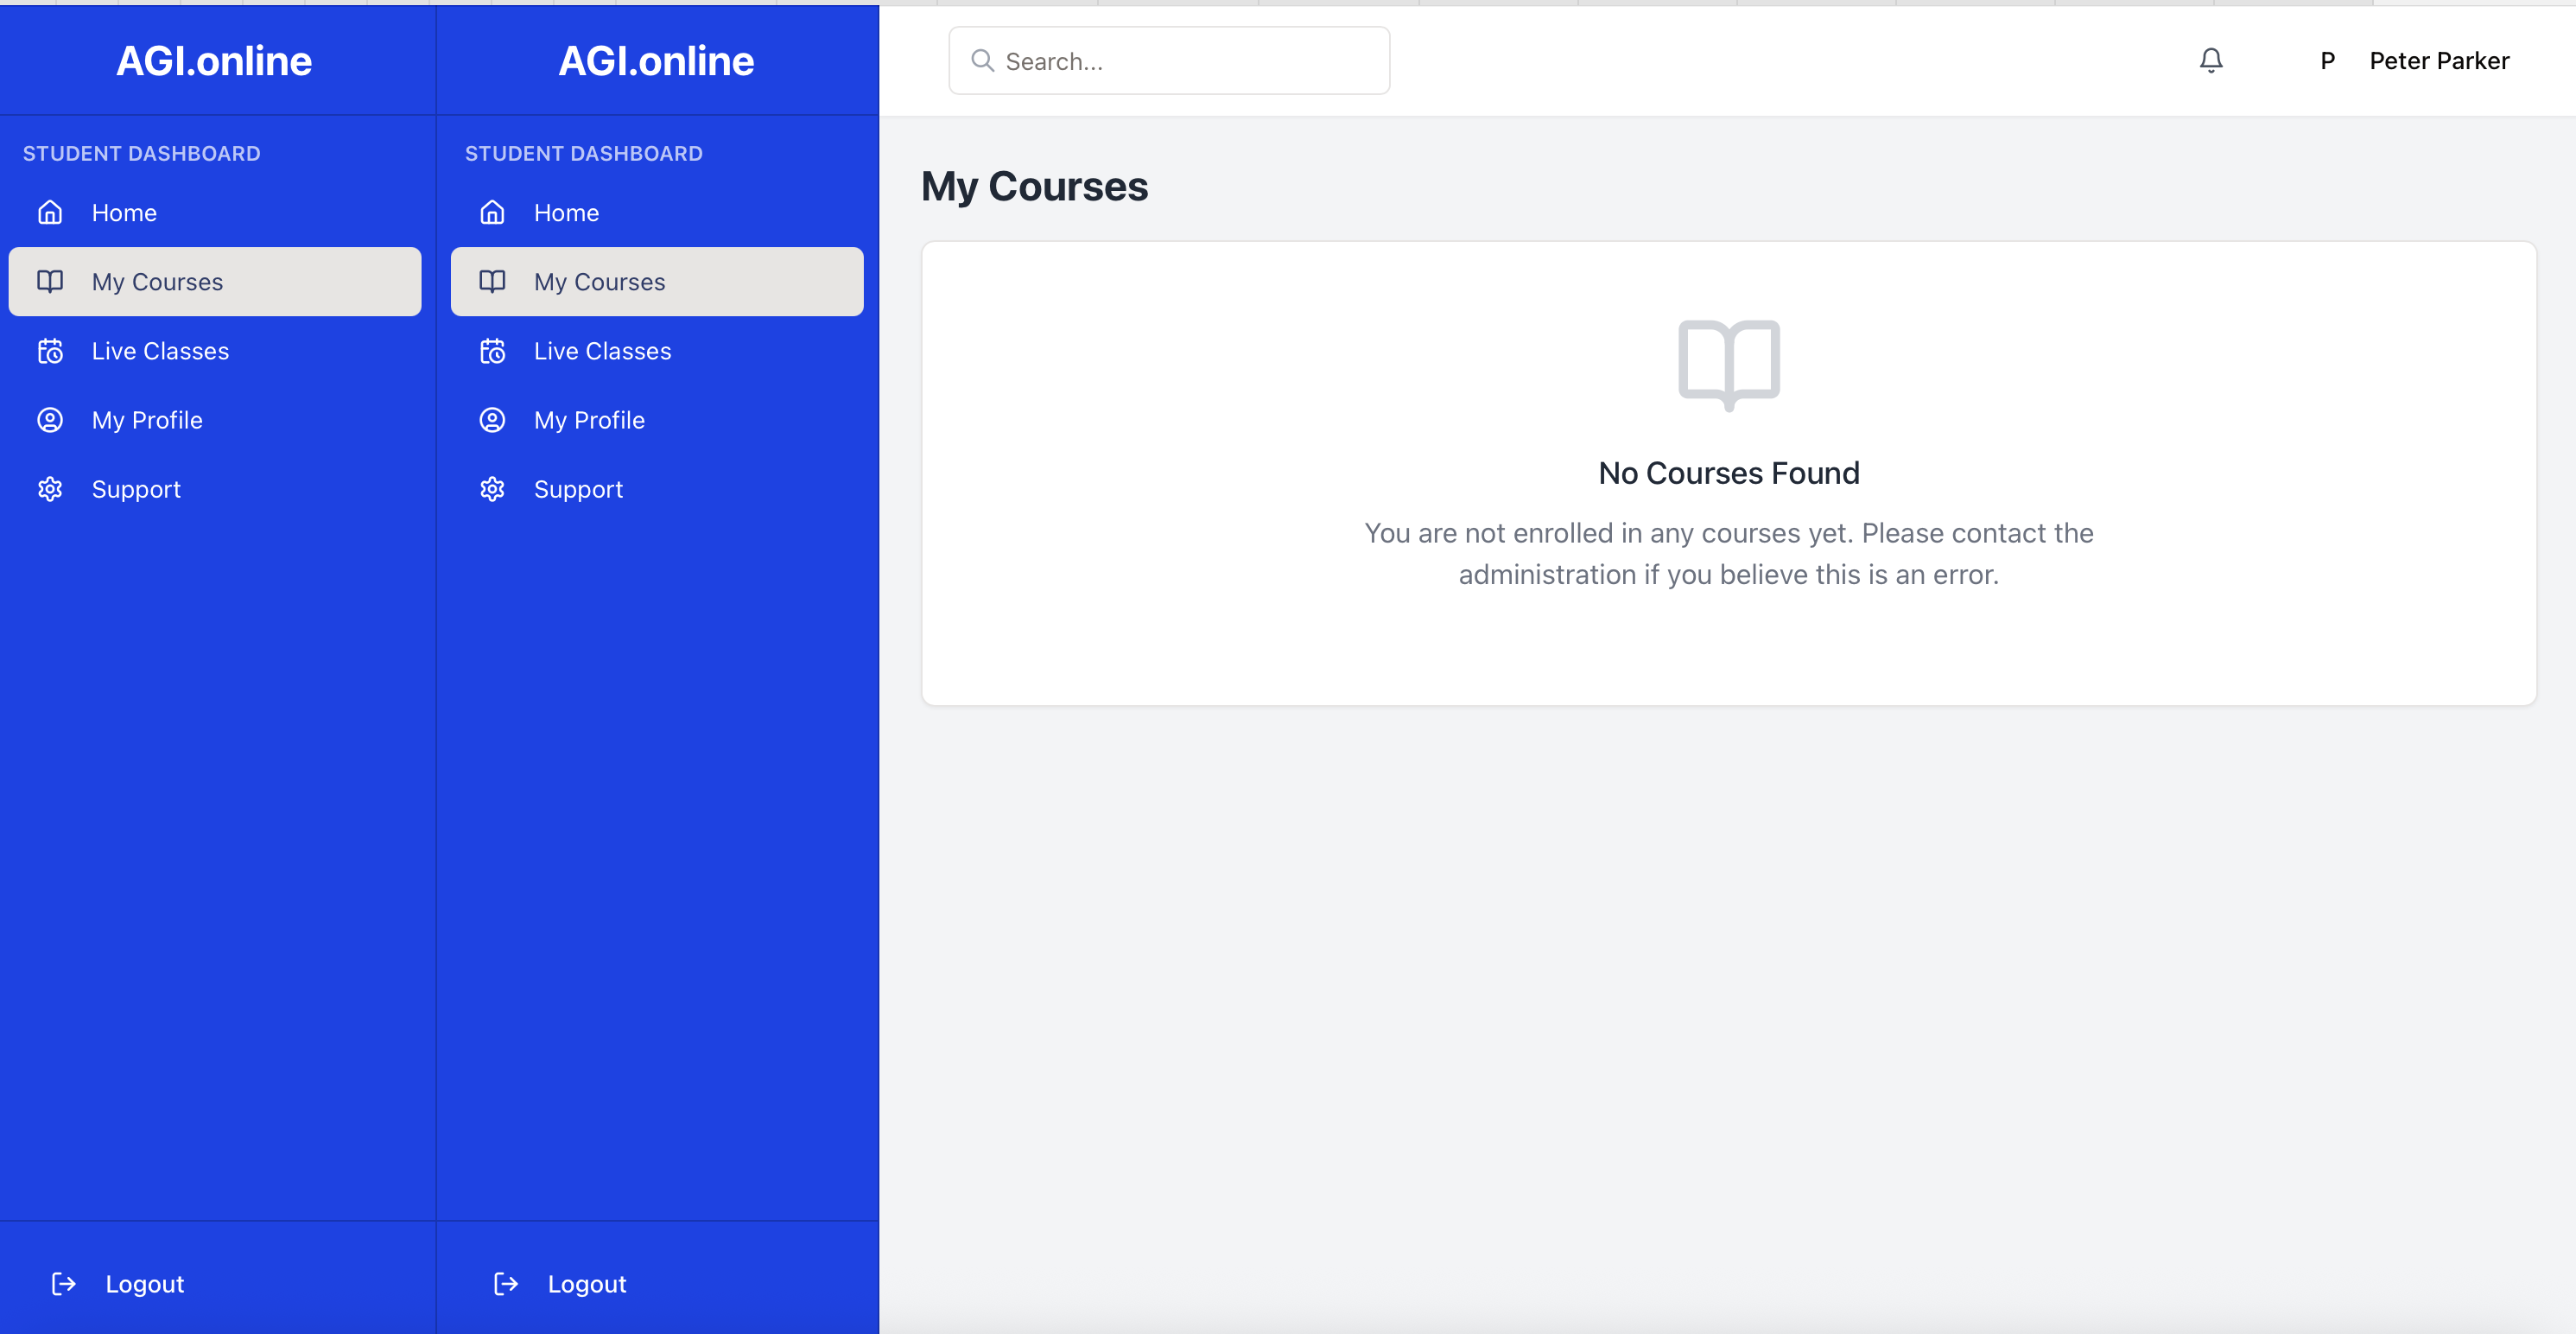 AGI.online
STUDENT DASHBOARD
Home
My Courses
Live Classes
My Profile
Support
Logout
AGI.online
STUDENT DASHBOARD
Home
My Courses
Live Classes
My Profile
Support
Logout
Search...
P Peter Parker
My Courses
No Courses Found
You are not enrolled in any courses yet. Please contact the
administration if you believe this is an error.